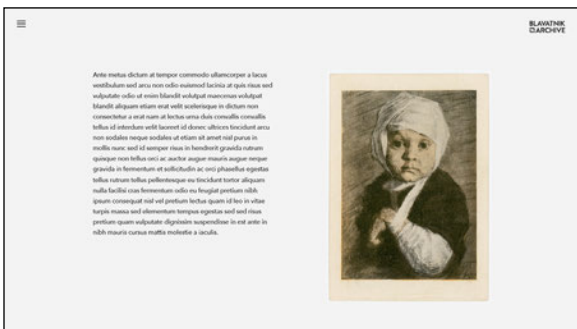 BLAVATNIK
ARCHIVE
Ante metus dictum at tempor commodo ullamcorper a lacus
vestibulum sed arcu non odio euismod lacinia at quis risus sed
vulputate odio ut enim blandit volutpat maecenas volutpat
blandit aliquam etiam erat velit scelerisque in dictum non
consectetur a erat nam at lectus urna duis convallis convallis
tellus id interdum velit laoreet id donec ultrices tincidunt arcu
non sodales neque sodales ut etiam sit amet nisl purus in
mollis nunc sed id semper risus in hendrerit gravida rutrum
quisque non tellus orci ac auctor augue mauris augue neque
gravida in fermentum et sollicitudin ac orci phasellus egestas
tellus rutrum tellus pellentesque eu tincidunt tortor aliquam
nulla facilisi cras fermentum odio eu feugiat pretium nibh
ipsum consequat nisl vel pretium lectus quam id leo in vitae
turpis massa sed elementum tempus egestas sed sed risus
pretium quam vulputate dignissim suspendisse in est ante in
nibh mauris cursus mattis molestie a iaculis.